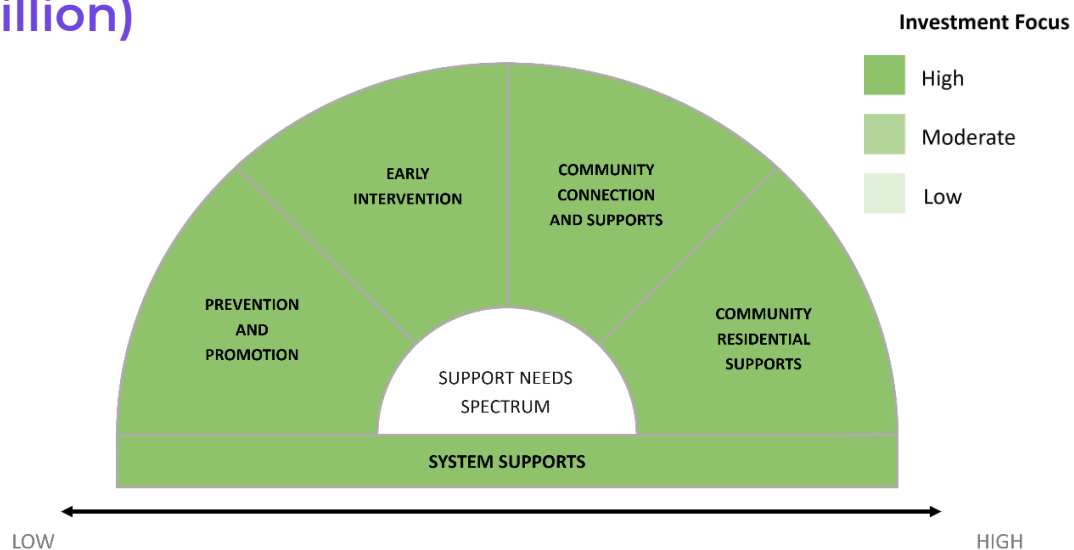 illion)
Investment Focus
High
Moderate
Low
EARLY
INTERVENTION
COMMUNITY
CONNECTION
AND SUPPORTS
PREVENTION
AND
PROMOTION
COMMUNITY
RESIDENTIAL
SUPPORTS
SUPPORT NEEDS
SPECTRUM
SYSTEM SUPPORTS
LOW
HIGH